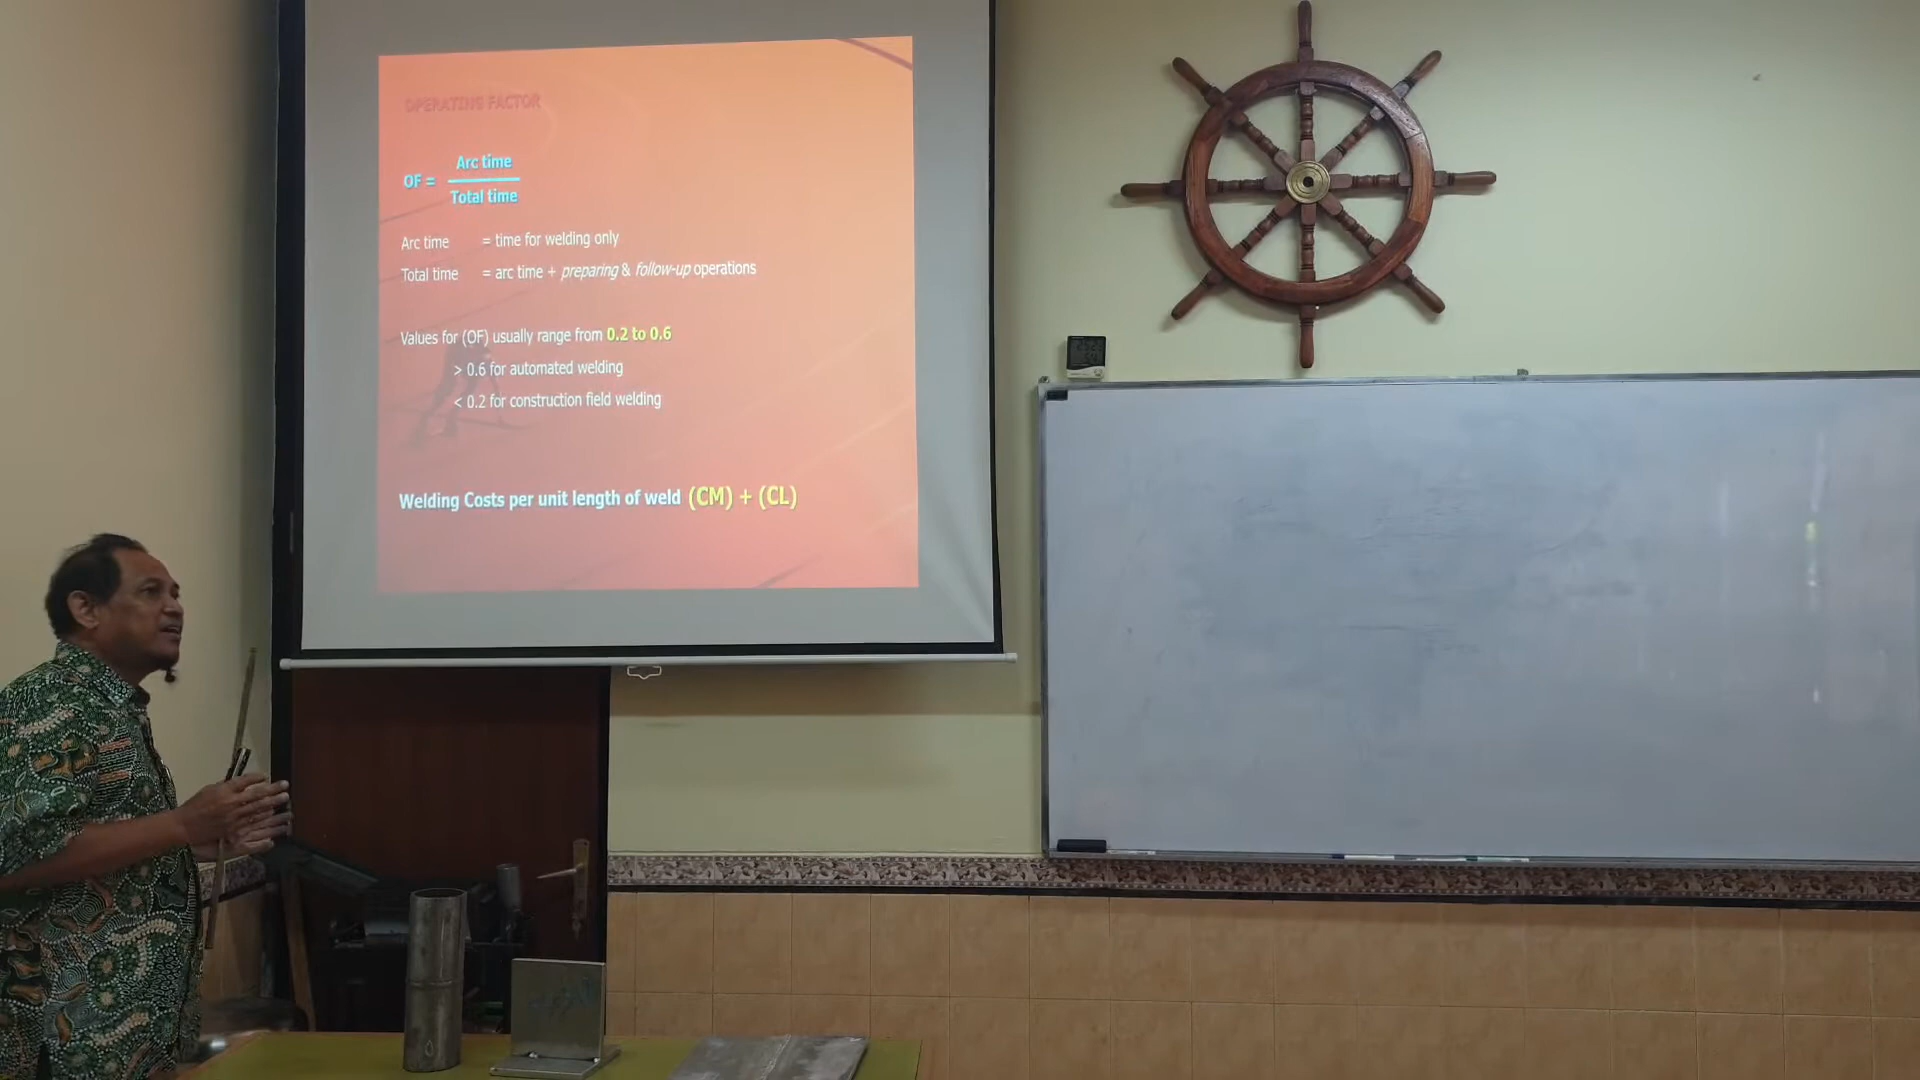 OPERATING FACTOR
OF = Arc time
Total time
Arc time = time for welding only
Total time = arc time + preparing & follow-up operations
Values for (OF) usually range from 0.2 to 0.6
> 0.6 for automated welding
< 0.2 for construction field welding
Welding Costs per unit length of weld (CM) + (CL)